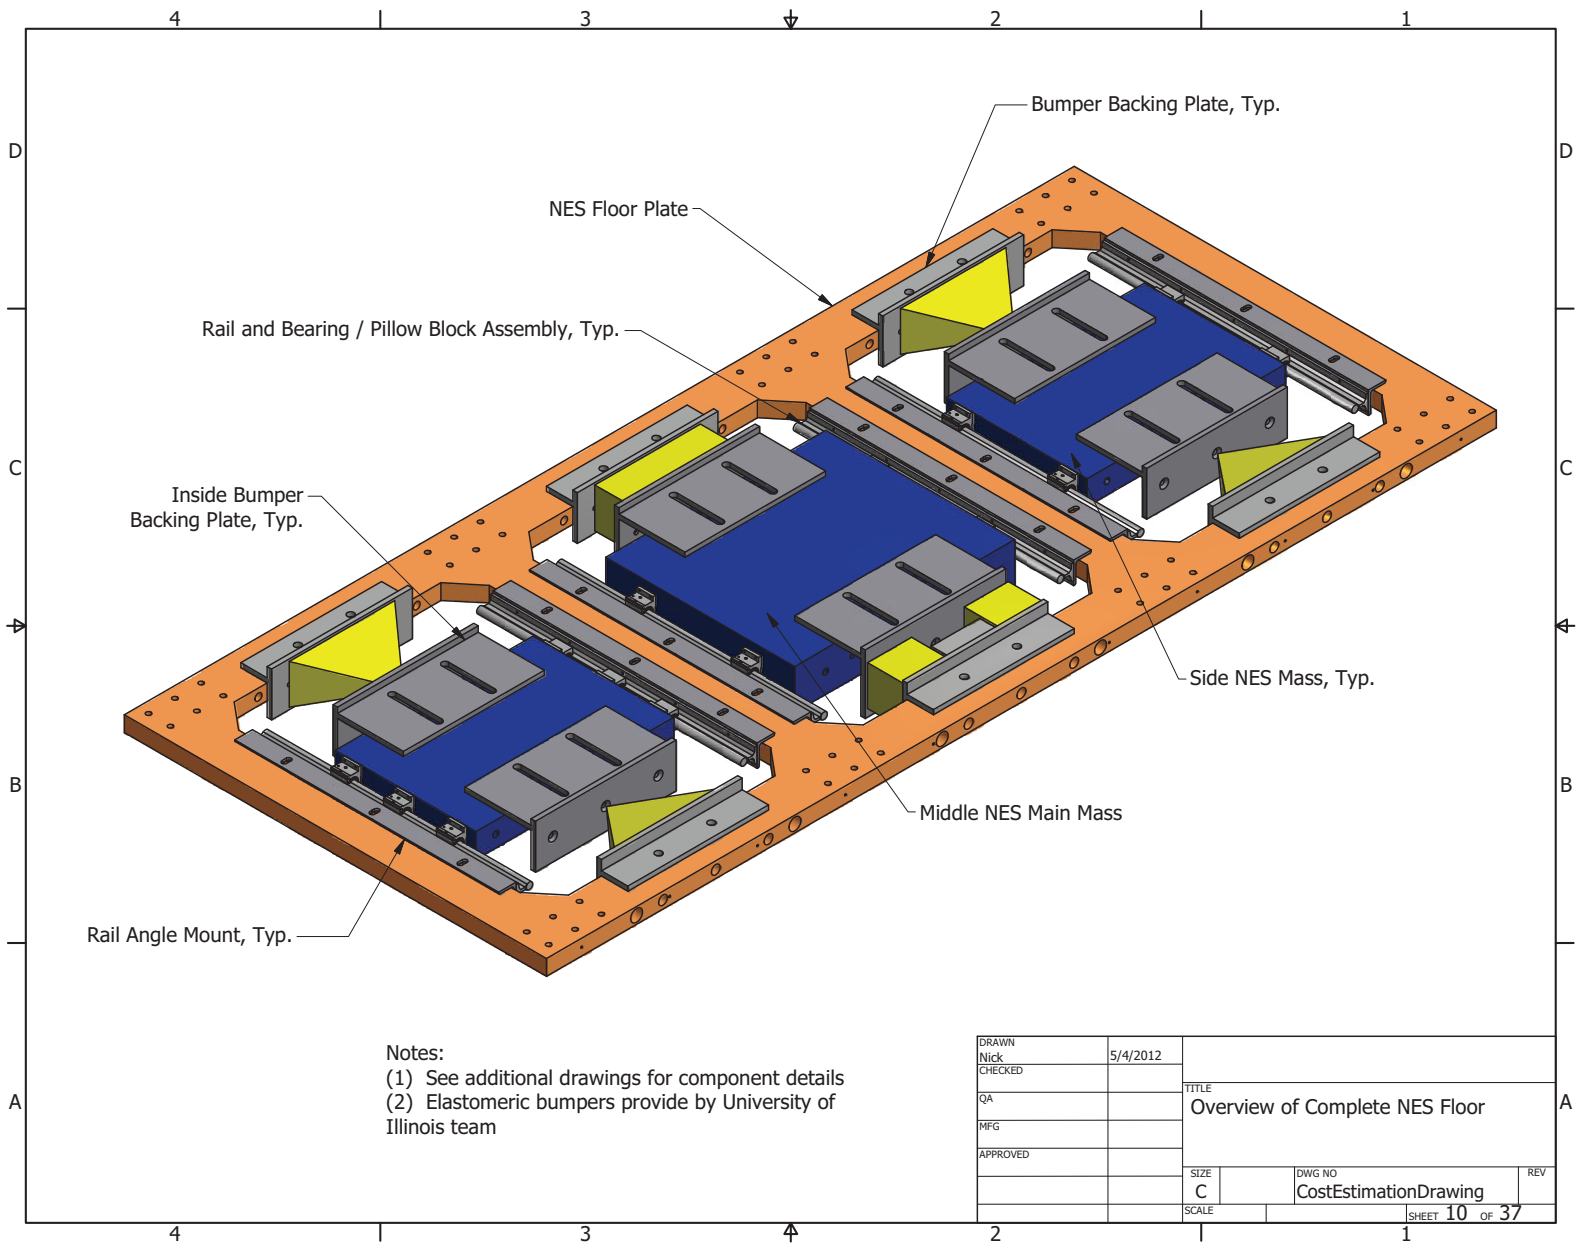 4 3 2 1
D D
C C
B B
A A
Bumper Backing Plate, Typ.
NES Floor Plate
Rail and Bearing / Pillow Block Assembly, Typ.
Inside Bumper
Backing Plate, Typ.
Side NES Mass, Typ.
Middle NES Main Mass
Rail Angle Mount, Typ.
Notes:
(1) See additional drawings for component details
(2) Elastomeric bumpers provide by University of
Illinois team
DRAWN
Nick 5/4/2012
CHECKED
QA
MFG
APPROVED
TITLE
Overview of Complete NES Floor
SIZE
C
DWG NO
CostEstimationDrawing
REV
SCALE
SHEET 10 OF 37
4 3 2 1